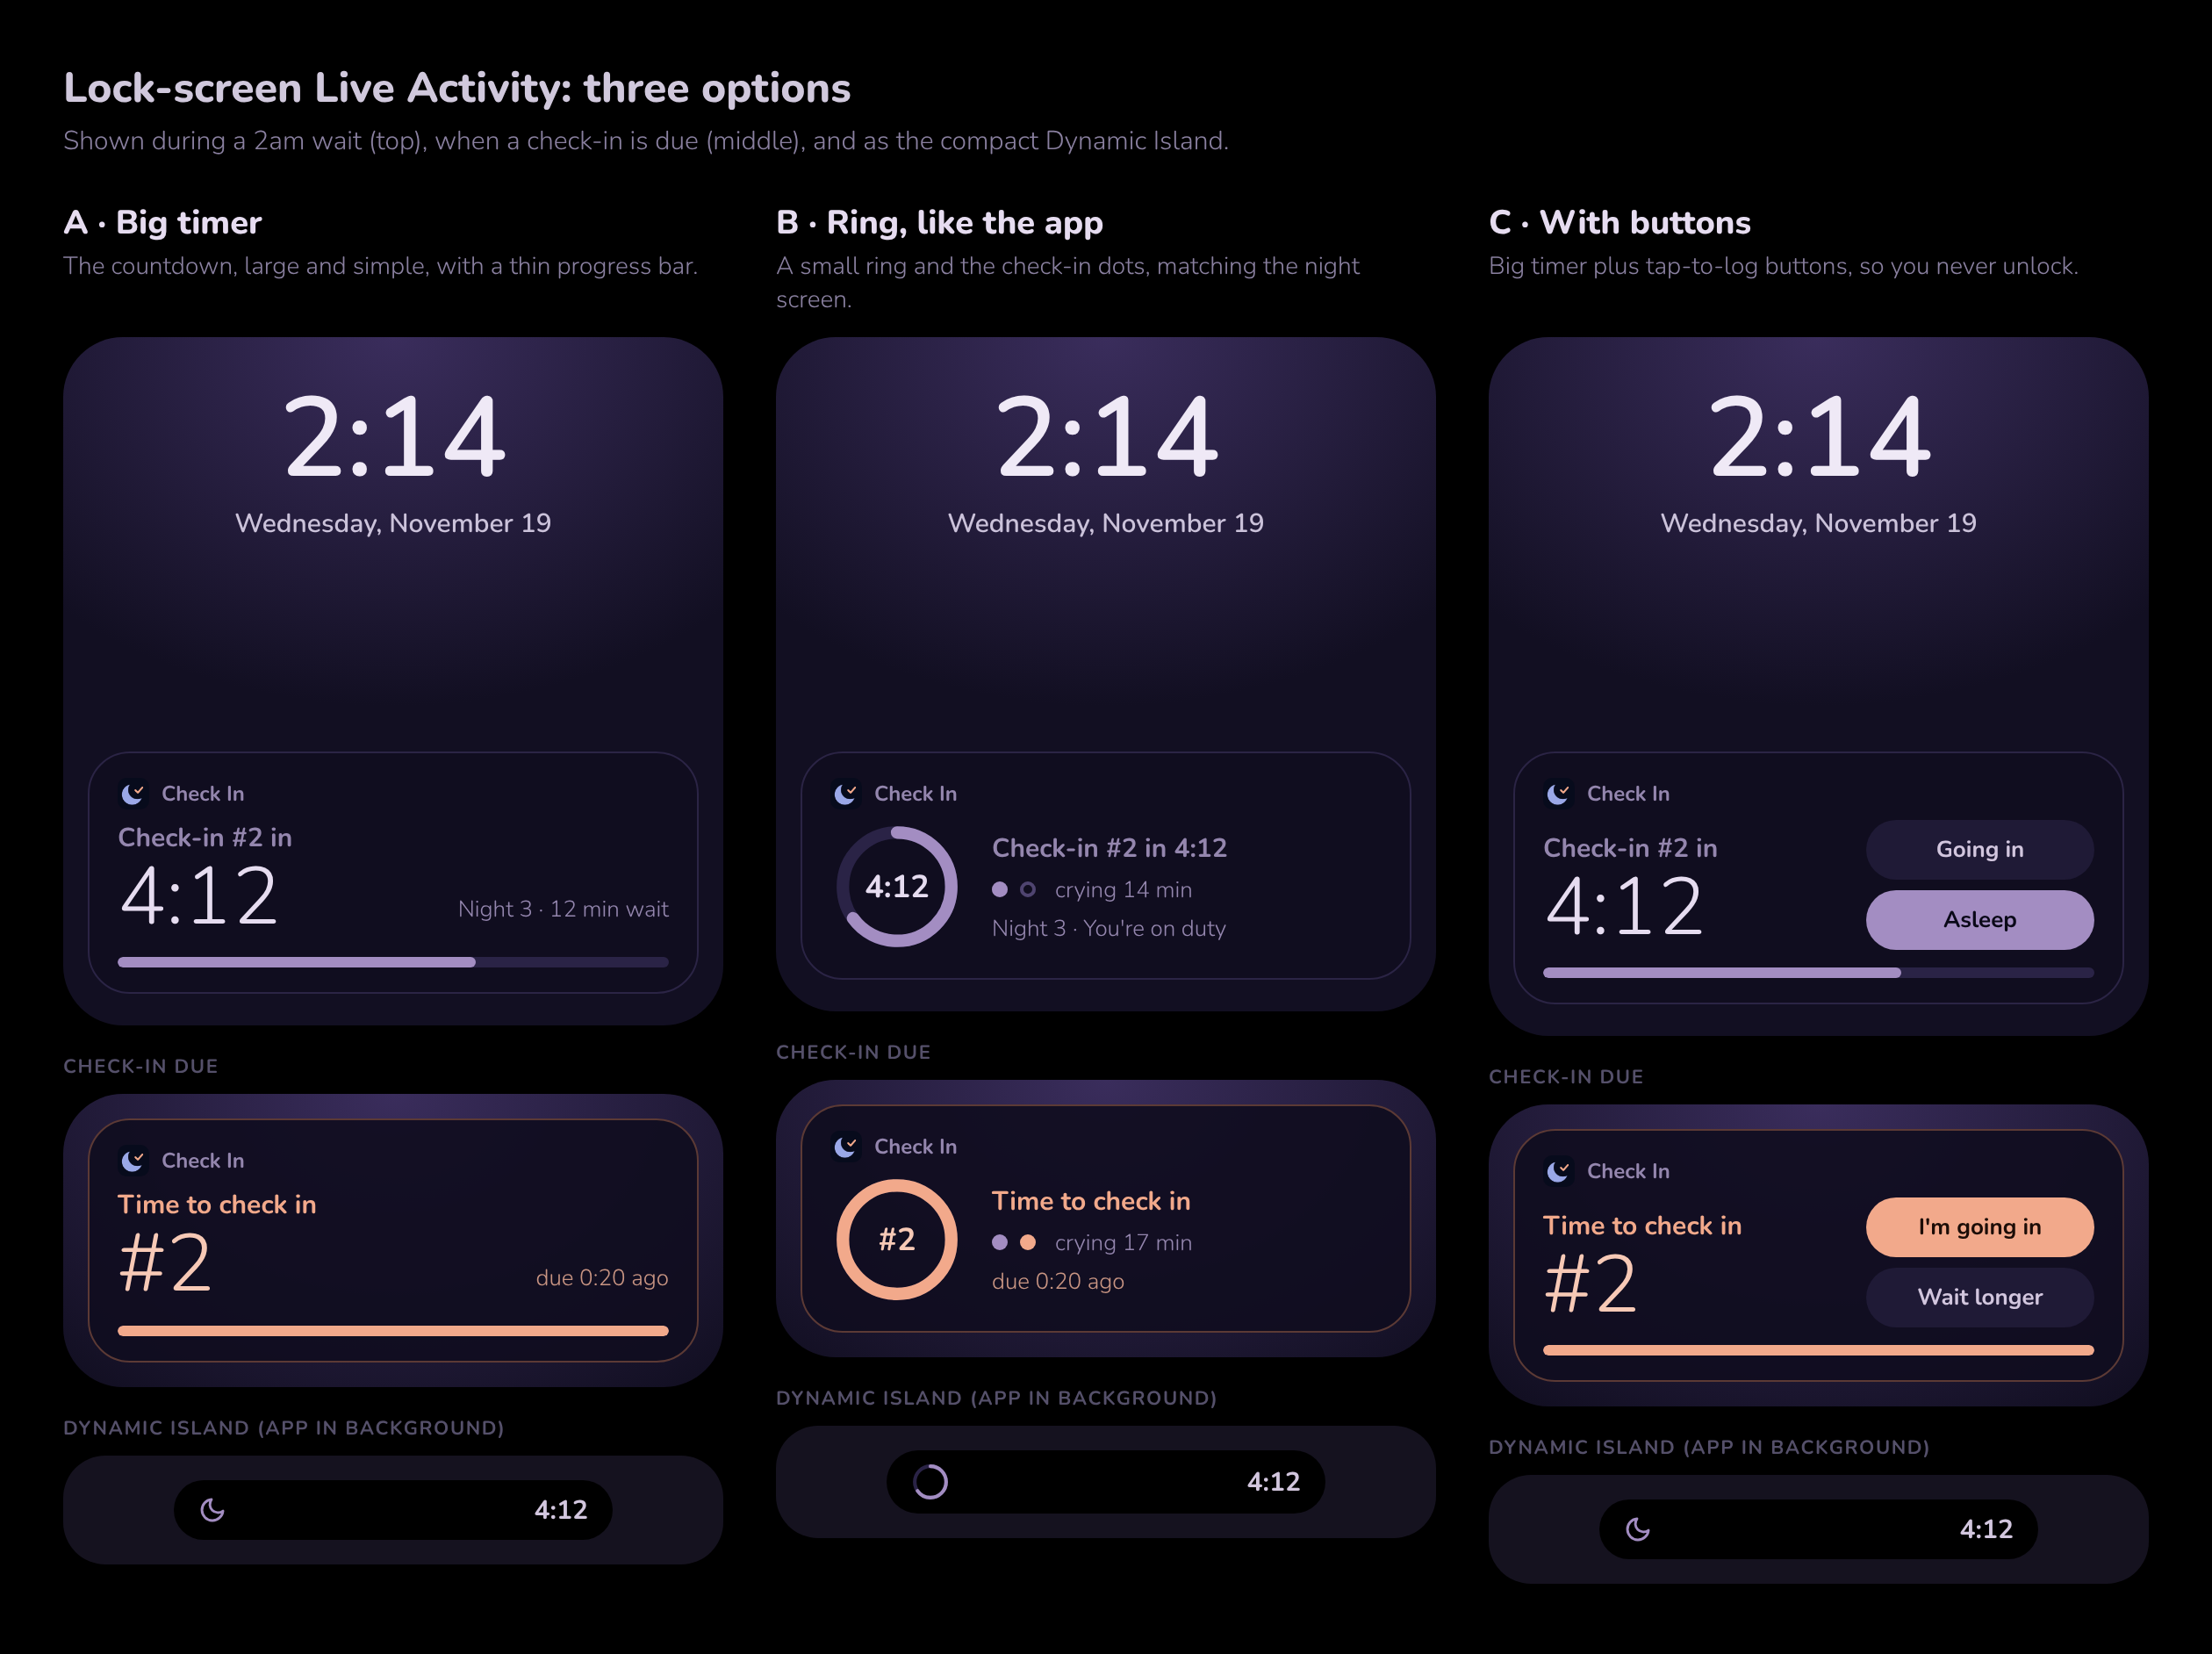 Lock-screen Live Activity: three options
Shown during a 2am wait (top), when a check-in is due (middle), and as the compact Dynamic Island.
A · Big timer
The countdown, large and simple, with a thin progress bar.
2:14
Wednesday, November 19
Check In
Check-in #2 in
4:12
Night 3 · 12 min wait
CHECK-IN DUE
Check In
Time to check in
#2
due 0:20 ago
DYNAMIC ISLAND (APP IN BACKGROUND)
4:12
B · Ring, like the app
A small ring and the check-in dots, matching the night
screen.
2:14
Wednesday, November 19
Check In
4:12
Check-in #2 in 4:12
crying 14 min
Night 3 · You're on duty
CHECK-IN DUE
Check In
#2
Time to check in
crying 17 min
due 0:20 ago
DYNAMIC ISLAND (APP IN BACKGROUND)
4:12
C · With buttons
Big timer plus tap-to-log buttons, so you never unlock.
2:14
Wednesday, November 19
Check In
Check-in #2 in
4:12
Going in
Asleep
CHECK-IN DUE
Check In
Time to check in
#2
I'm going in
Wait longer
DYNAMIC ISLAND (APP IN BACKGROUND)
4:12